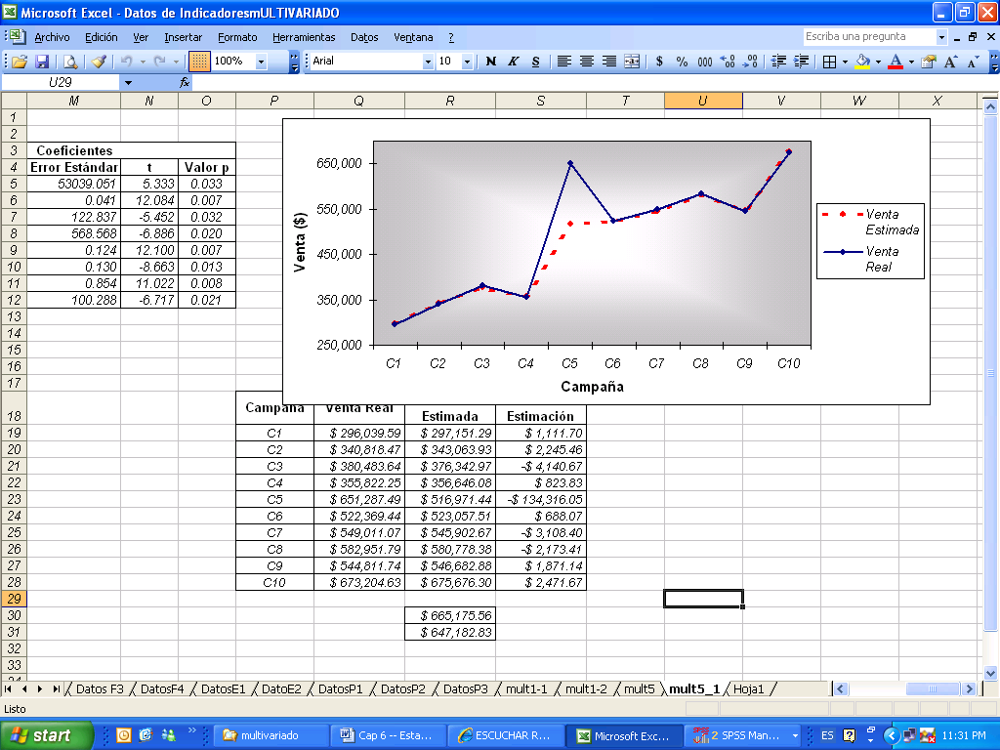 Microsoft Excel - Datos de IndicadoresmULTIVARIADO
Archivo Edición Ver Insertar Formato Herramientas Datos Ventana ?
Escriba una pregunta
100% Arial 10 N K S $ % 000
U29 fx
M N O P Q R S T U V W X
1
2
3 Coeficientes
4 Error Estándar t Valor p
5 53039.051 5.333 0.033
6 0.041 12.084 0.007
7 122.837 -5.452 0.032
8 568.568 -6.886 0.020
9 0.124 12.100 0.007
10 0.130 -8.663 0.013
11 0.854 11.022 0.008
12 100.288 -6.717 0.021
13
14
15
16
17
650,000
550,000
450,000
350,000
250,000
Venta ($)
C1 C2 C3 C4 C5 C6 C7 C8 C9 C10
Campaña
Venta Estimada
Venta Real
18 Campaña Venta Real Estimada Estimación
19 C1 $ 296,039.59 $ 297,151.29 $ 1,111.70
20 C2 $ 340,818.47 $ 343,063.93 $ 2,245.46
21 C3 $ 380,483.64 $ 376,342.97 -$ 4,140.67
22 C4 $ 355,822.25 $ 356,646.08 $ 823.83
23 C5 $ 651,287.49 $ 516,971.44 -$ 134,316.05
24 C6 $ 522,369.44 $ 523,057.51 $ 688.07
25 C7 $ 549,011.07 $ 545,902.67 -$ 3,108.40
26 C8 $ 582,951.79 $ 580,778.38 -$ 2,173.41
27 C9 $ 544,811.74 $ 546,682.88 $ 1,871.14
28 C10 $ 673,204.63 $ 675,676.30 $ 2,471.67
29
30 $ 665,175.56
31 $ 647,182.83
32
33
34
Datos F3 DatosF4 DatosE1 DatoE2 DatosP1 DatosP2 DatosP3 mult1-1 mult1-2 mult5 mult5_1 Hoja1
Listo
start multivariado Cap 6 -- Esta... ESCUCHAR R... Microsoft Exc... 2 SPSS Man... ES 11:31 PM